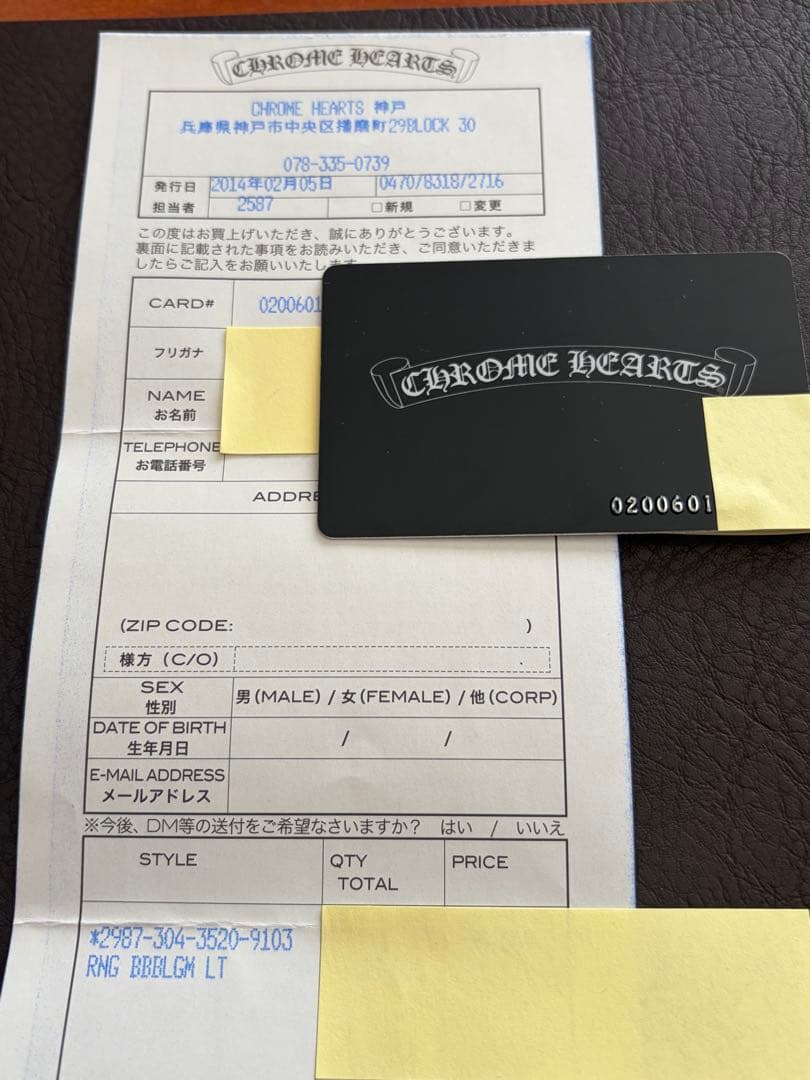 CHROME HEARTS
CHROME HEARTS 神戸
兵庫県神戸市中央区播磨町29BLOCK 30
078-335-0739
発行日 2014年02月05日 0470/8318/2716
担当者 2587 □新規 □変更
この度はお買上げいただき、誠にありがとうございます。
裏面に記載された事項をお読みいただき、ご同意いただきま
したらご記入をお願いいたします。
CARD# 0200601
フリガナ
NAME
お名前
TELEPHONE
お電話番号
CHROME HEARTS
0200601
(ZIP CODE: )
様方 (C/O)
SEX
性別
男(MALE) / 女(FEMALE) / 他(CORP)
DATE OF BIRTH
生年月日
/ /
E-MAIL ADDRESS
メールアドレス
※今後、DM等の送付をご希望なさいますか? はい / いいえ
STYLE QTY PRICE
TOTAL
*2987-304-3520-9103
RNG BBBLGM LT